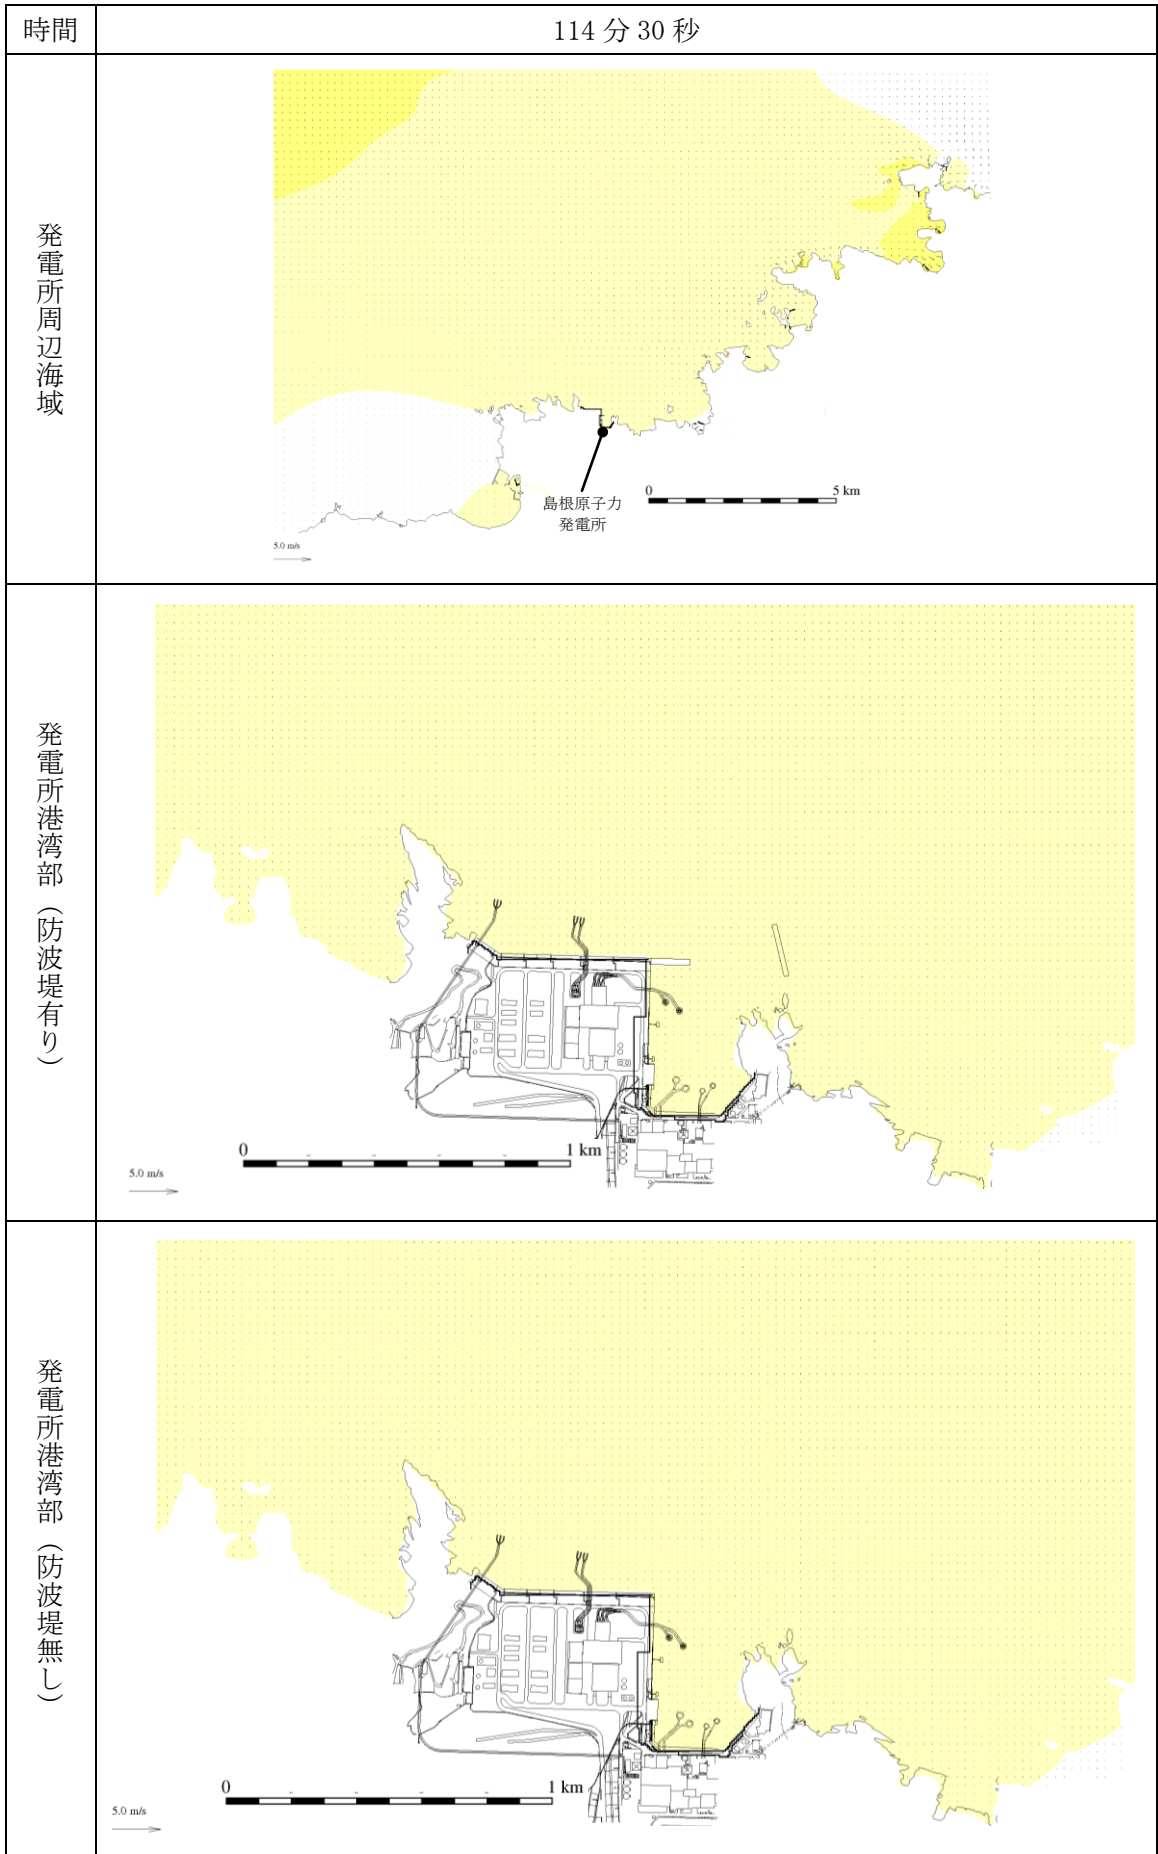 時間
114 分 30 秒
発電所周辺海域
島根原子力
発電所
0
5 km
5.0 m/s
発電所港湾部（防波堤有り）
0
1 km
5.0 m/s
発電所港湾部（防波堤無し）
0
1 km
5.0 m/s